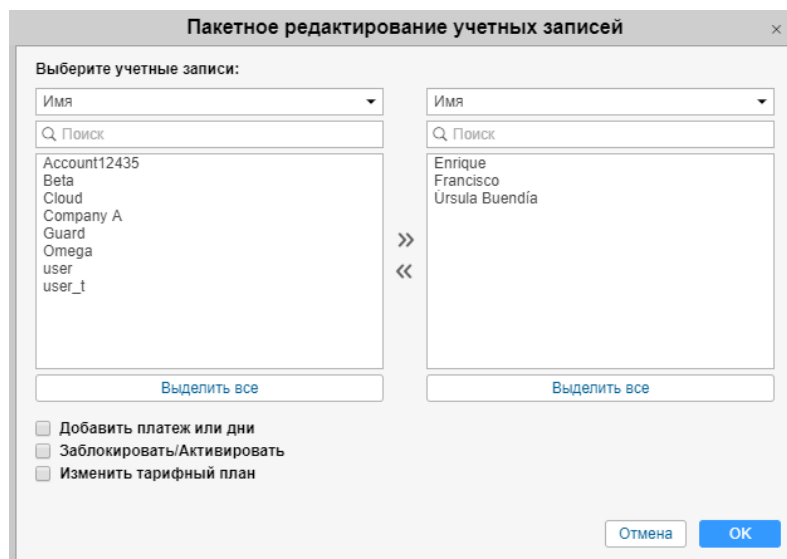 Пакетное редактирование учетных записей
Выберите учетные записи:
Имя
Поиск
Account12435
Beta
Cloud
Company A
Guard
Omega
user
user_t
Выделить все
Имя
Поиск
Enrique
Francisco
Úrsula Buendía
Выделить все
Добавить платеж или дни
Заблокировать/Активировать
Изменить тарифный план
Отмена
OK